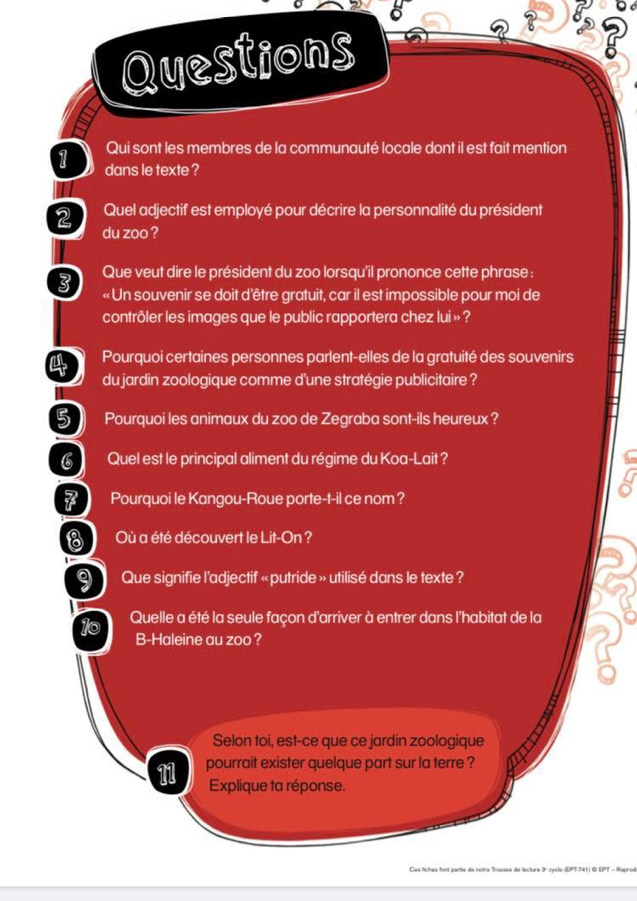 Questions
1
Qui sont les membres de la communauté locale dont il est fait mention
dans le texte ?
2
Quel adjectif est employé pour décrire la personnalité du président
du zoo ?
3
Que veut dire le président du zoo lorsqu'il prononce cette phrase :
« Un souvenir se doit d'être gratuit, car il est impossible pour moi de
contrôler les images que le public rapportera chez lui » ?
4
Pourquoi certaines personnes parlent-elles de la gratuité des souvenirs
du jardin zoologique comme d'une stratégie publicitaire ?
5
Pourquoi les animaux du zoo de Zegraba sont-ils heureux ?
6
Quel est le principal aliment du régime du Koa-Lait ?
7
Pourquoi le Kangou-Roue porte-t-il ce nom ?
8
Où a été découvert le Lit-On ?
9
Que signifie l'adjectif « putride » utilisé dans le texte ?
10
Quelle a été la seule façon d'arriver à entrer dans l'habitat de la
B-Haleine au zoo ?
11
Selon toi, est-ce que ce jardin zoologique
pourrait exister quelque part sur la terre ?
Explique ta réponse.
Ces fiches font partie de notre Trousse de lecture 3e cycle (EPT-741) © EPT – Reprod